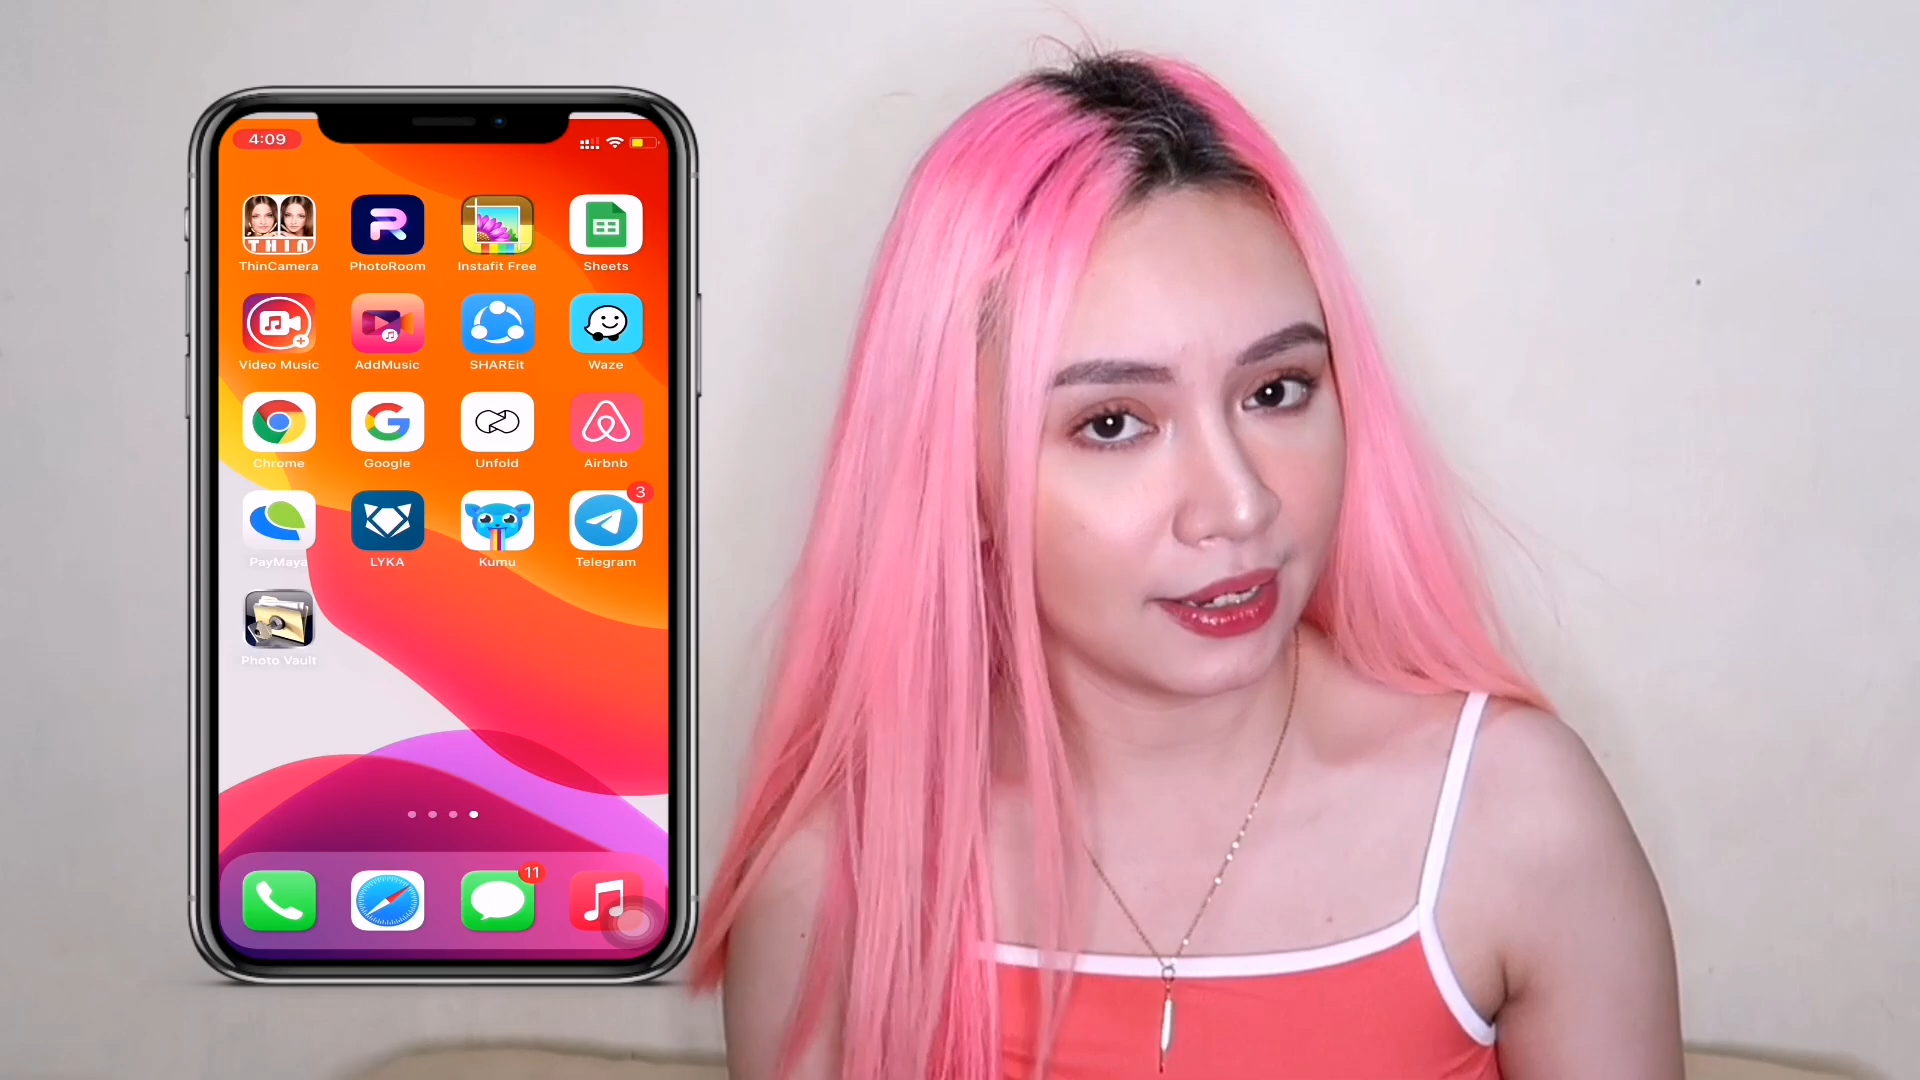 4:09
THIN
ThinCamera
PhotoRoom
Instafit Free
Sheets
Video Music
AddMusic
SHAREit
Waze
Chrome
Google
Unfold
Airbnb
3
PayMaya
LYKA
Kumu
Telegram
Photo Vault
11